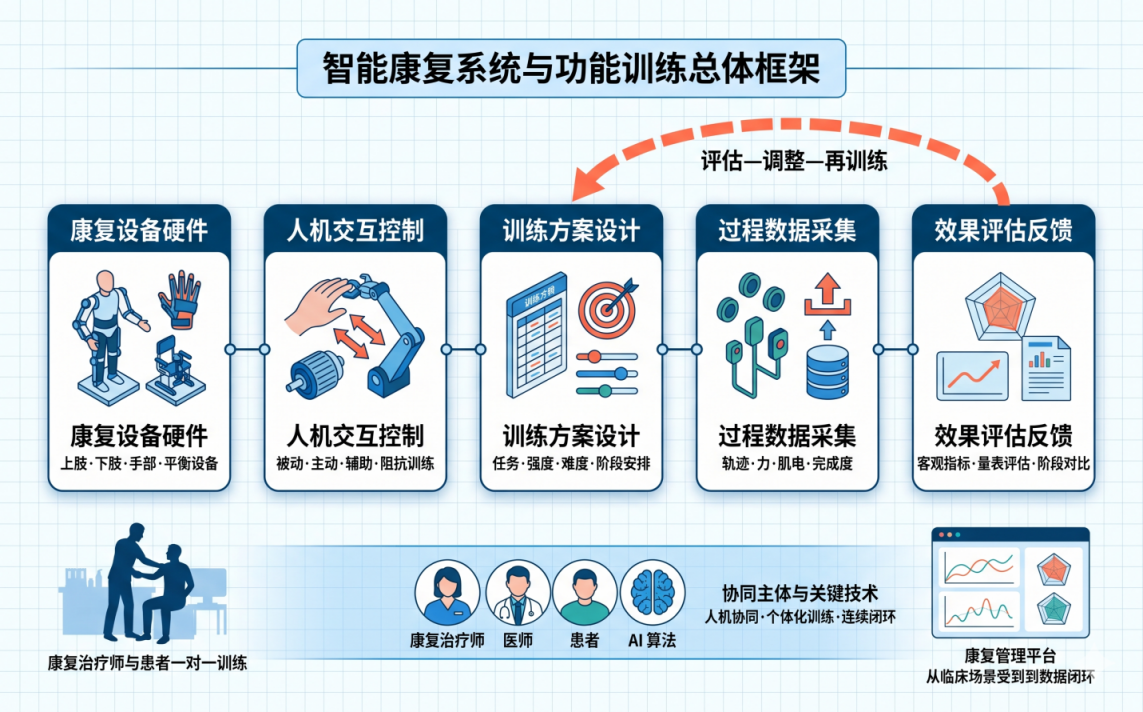 智能康复系统与功能训练总体框架
评估—调整—再训练
康复设备硬件
人机交互控制
训练方案设计
过程数据采集
效果评估反馈
训练方案
康复设备硬件
上肢·下肢·手部·平衡设备
人机交互控制
被动·主动·辅助·阻抗训练
训练方案设计
任务·强度·难度·阶段安排
过程数据采集
轨迹·力·肌电·完成度
效果评估反馈
客观指标·量表评估·阶段对比
康复治疗师与患者一对一训练
康复治疗师
医师
患者
AI 算法
协同主体与关键技术
人机协同·个体化训练·连续闭环
康复管理平台
从临床场景受到到数据闭环